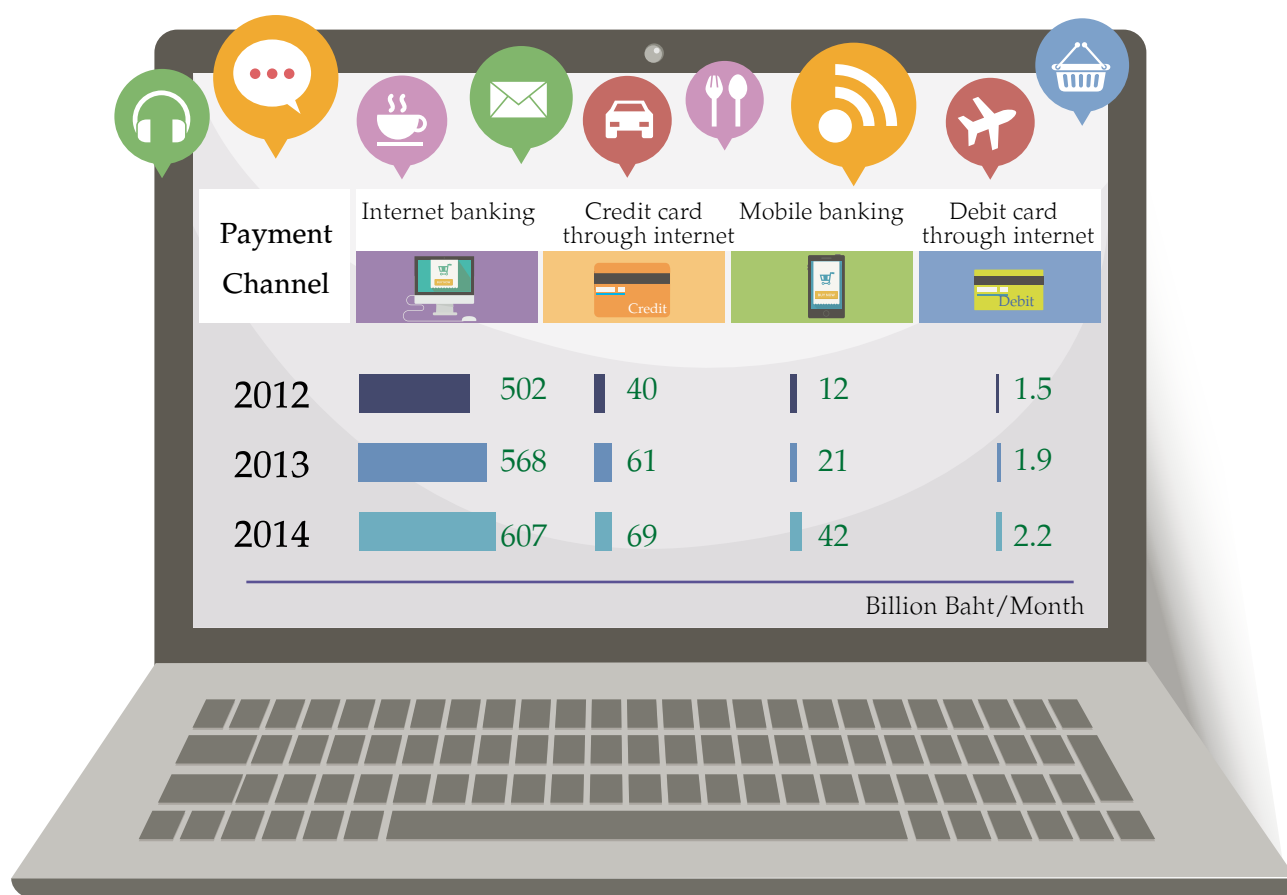 Payment
Channel
Internet banking
Credit card
through internet
Mobile banking
Debit card
through internet
Credit
Debit
2012 502 40 12 1.5
2013 568 61 21 1.9
2014 607 69 42 2.2
Billion Baht/Month